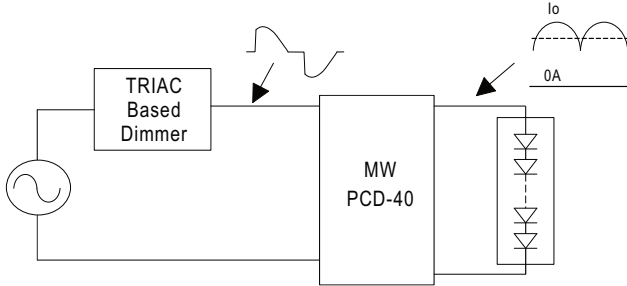 Io
0A
TRIAC
Based
Dimmer
MW
PCD-40